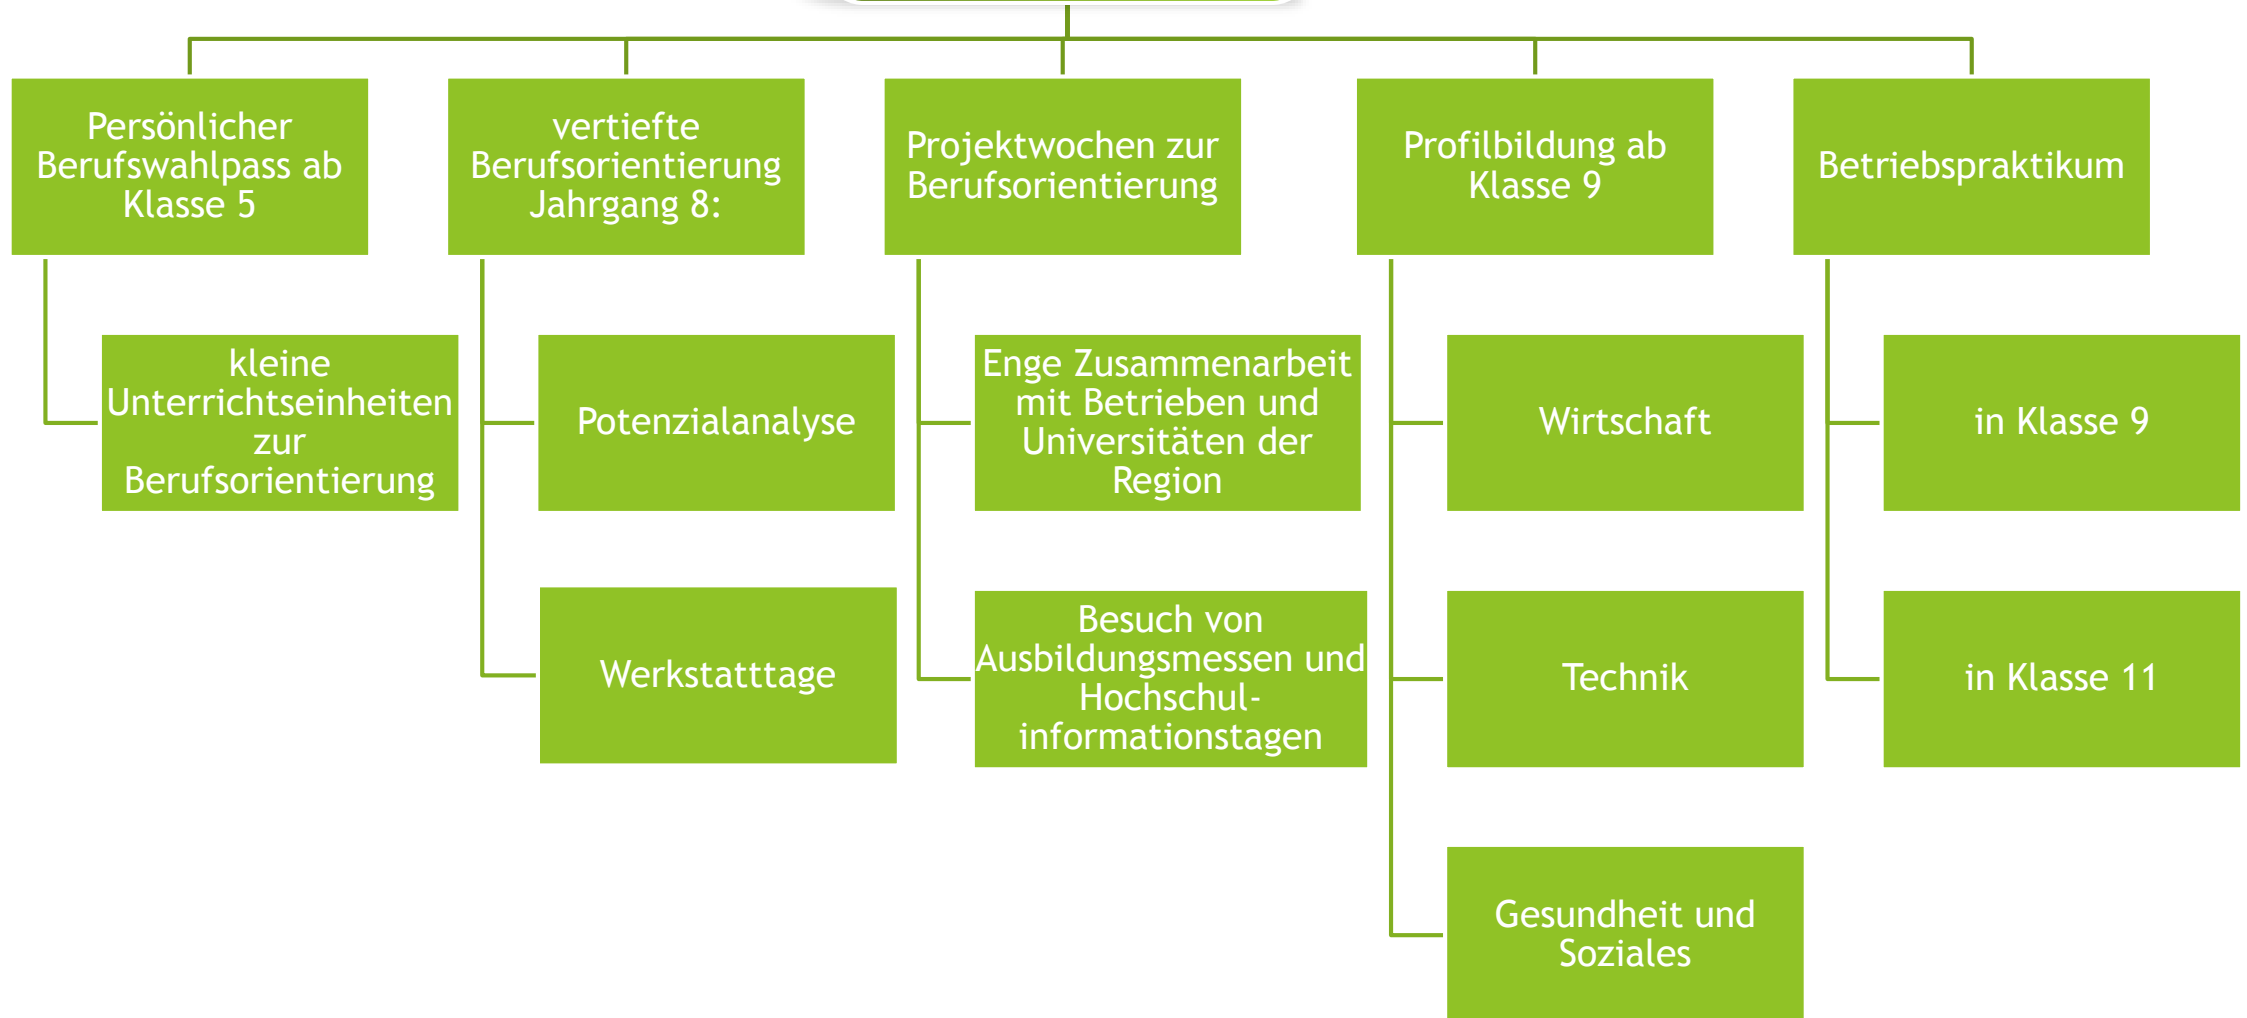 Persönlicher
Berufswahlpass ab
Klasse 5
vertiefte
Berufsorientierung
Jahrgang 8:
Projektwochen zur
Berufsorientierung
Profilbildung ab
Klasse 9
Betriebspraktikum
kleine
Unterrichtseinheiten
zur
Berufsorientierung
Potenzialanalyse
Enge Zusammenarbeit
mit Betrieben und
Universitäten der
Region
Wirtschaft
in Klasse 9
Werkstatttage
Besuch von
Ausbildungsmessen und
Hochschul-
informationstagen
Technik
in Klasse 11
Gesundheit und
Soziales